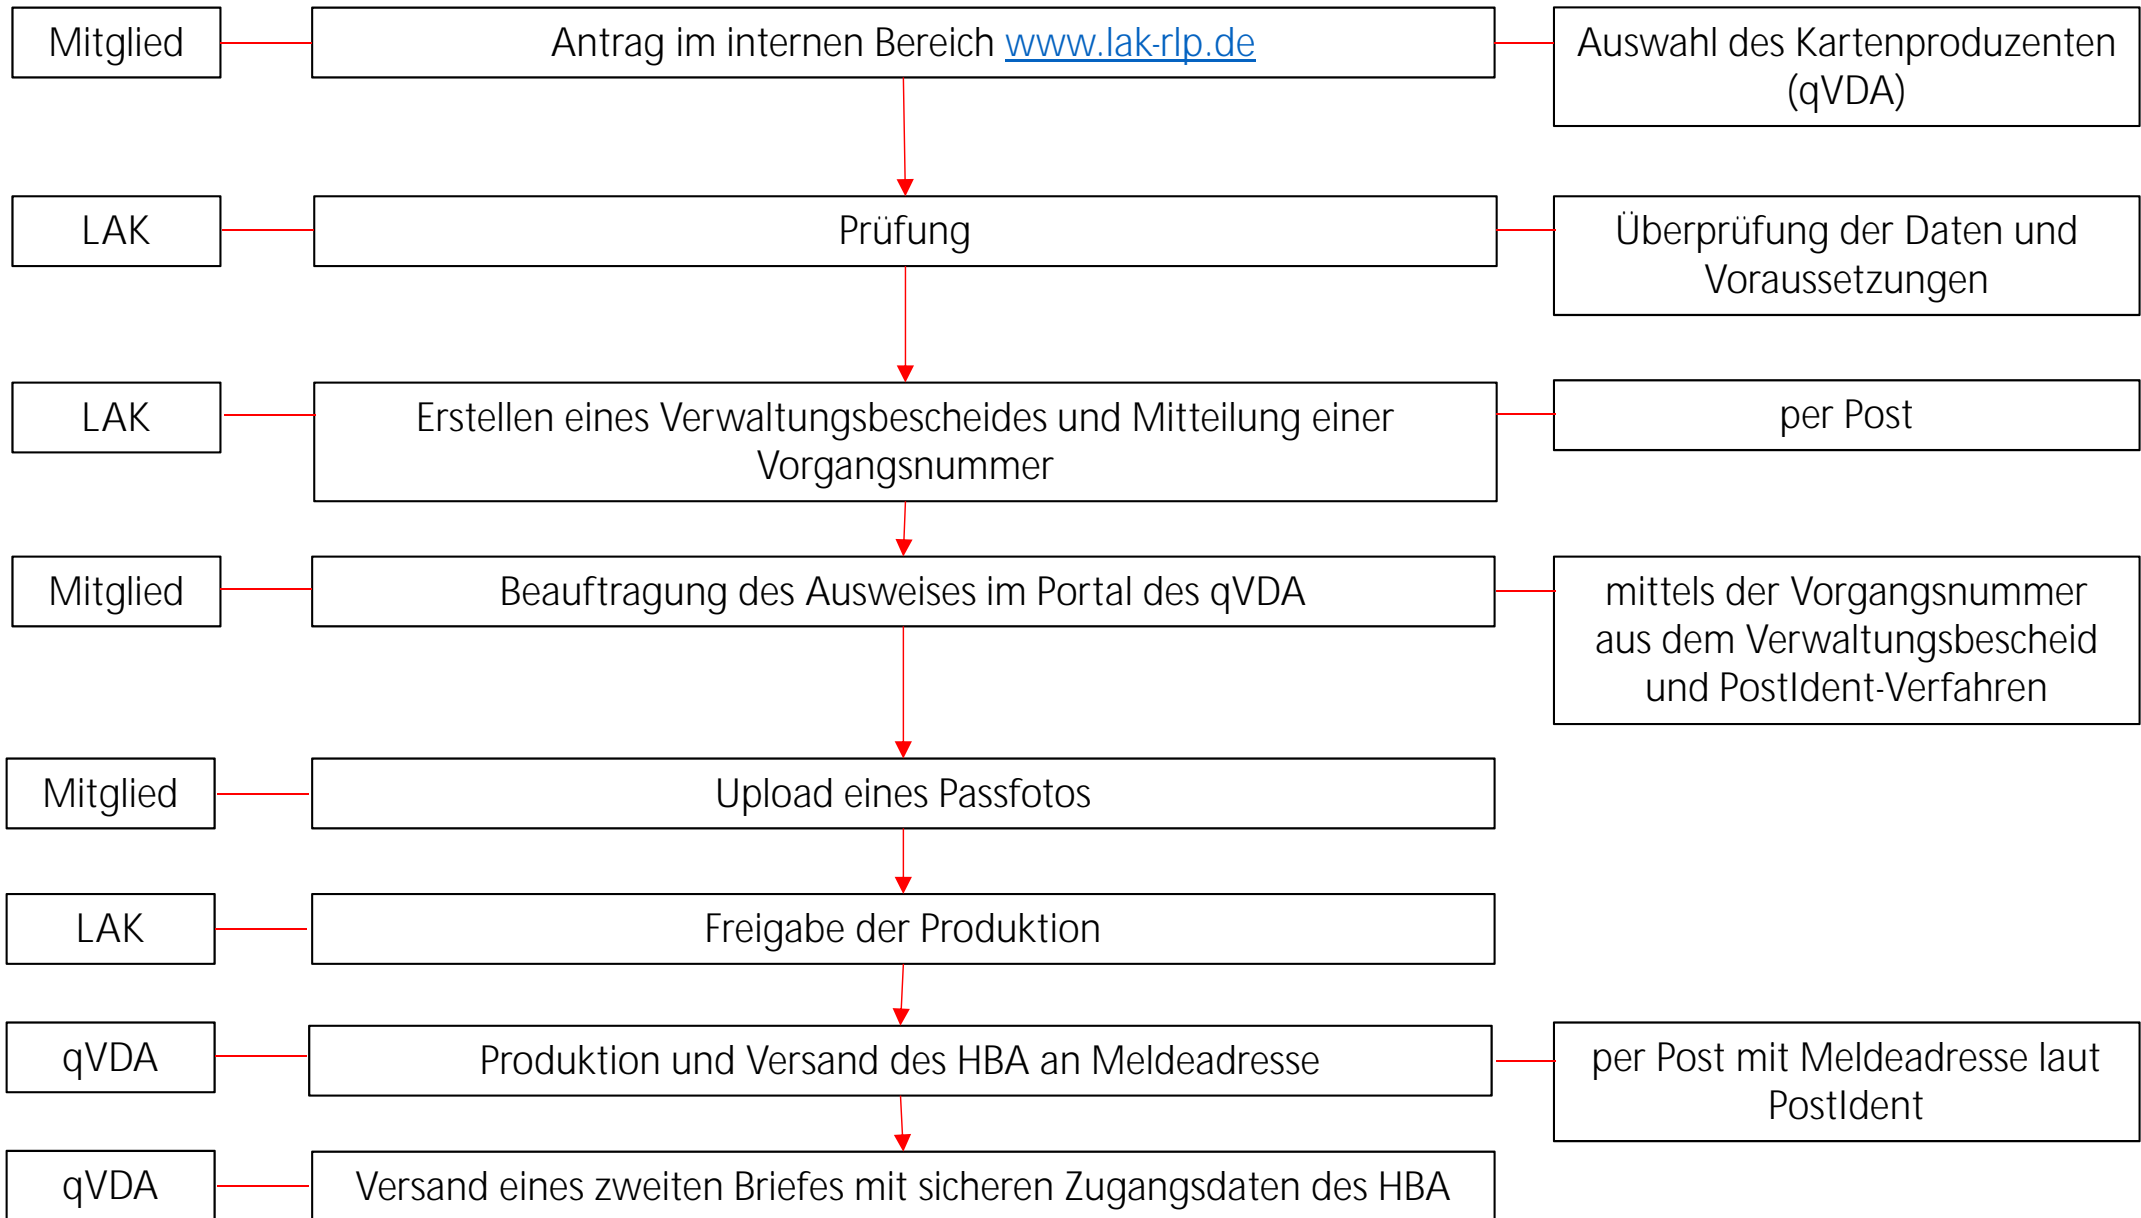 Mitglied
Antrag im internen Bereich www.lak-rlp.de
Auswahl des Kartenproduzenten
(qVDA)
LAK
Prüfung
Überprüfung der Daten und
Voraussetzungen
LAK
Erstellen eines Verwaltungsbescheides und Mitteilung einer
Vorgangsnummer
per Post
Mitglied
Beauftragung des Ausweises im Portal des qVDA
mittels der Vorgangsnummer
aus dem Verwaltungsbescheid
und PostIdent-Verfahren
Mitglied
Upload eines Passfotos
LAK
Freigabe der Produktion
qVDA
Produktion und Versand des HBA an Meldeadresse
per Post mit Meldeadresse laut
PostIdent
qVDA
Versand eines zweiten Briefes mit sicheren Zugangsdaten des HBA